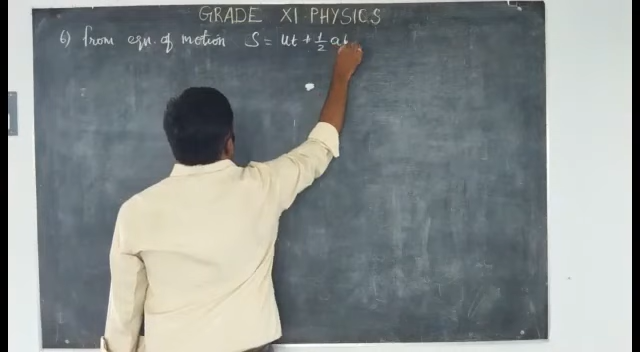 GRADE XI PHYSICS
6) from eqn. of motion S = ut + 1/2 at